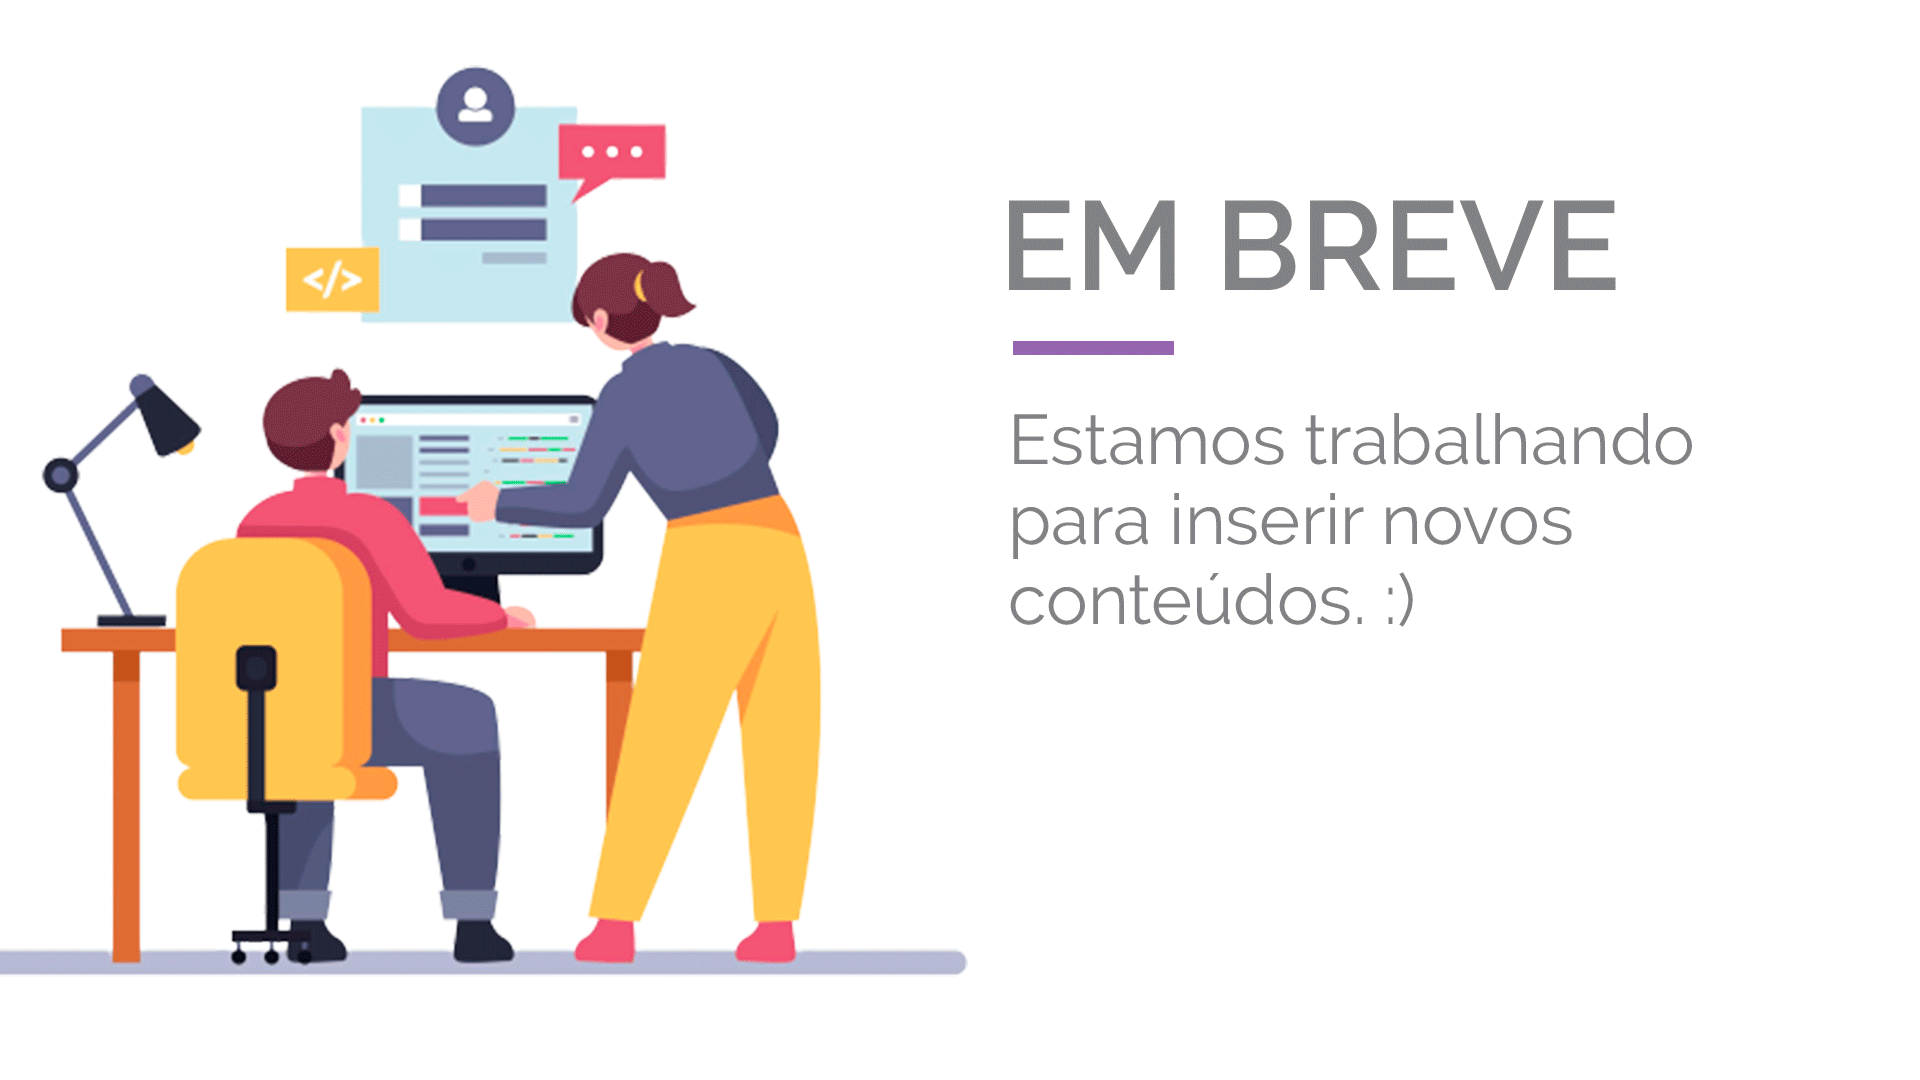 </>
EM BREVE
Estamos trabalhando
para inserir novos
conteúdos. :)